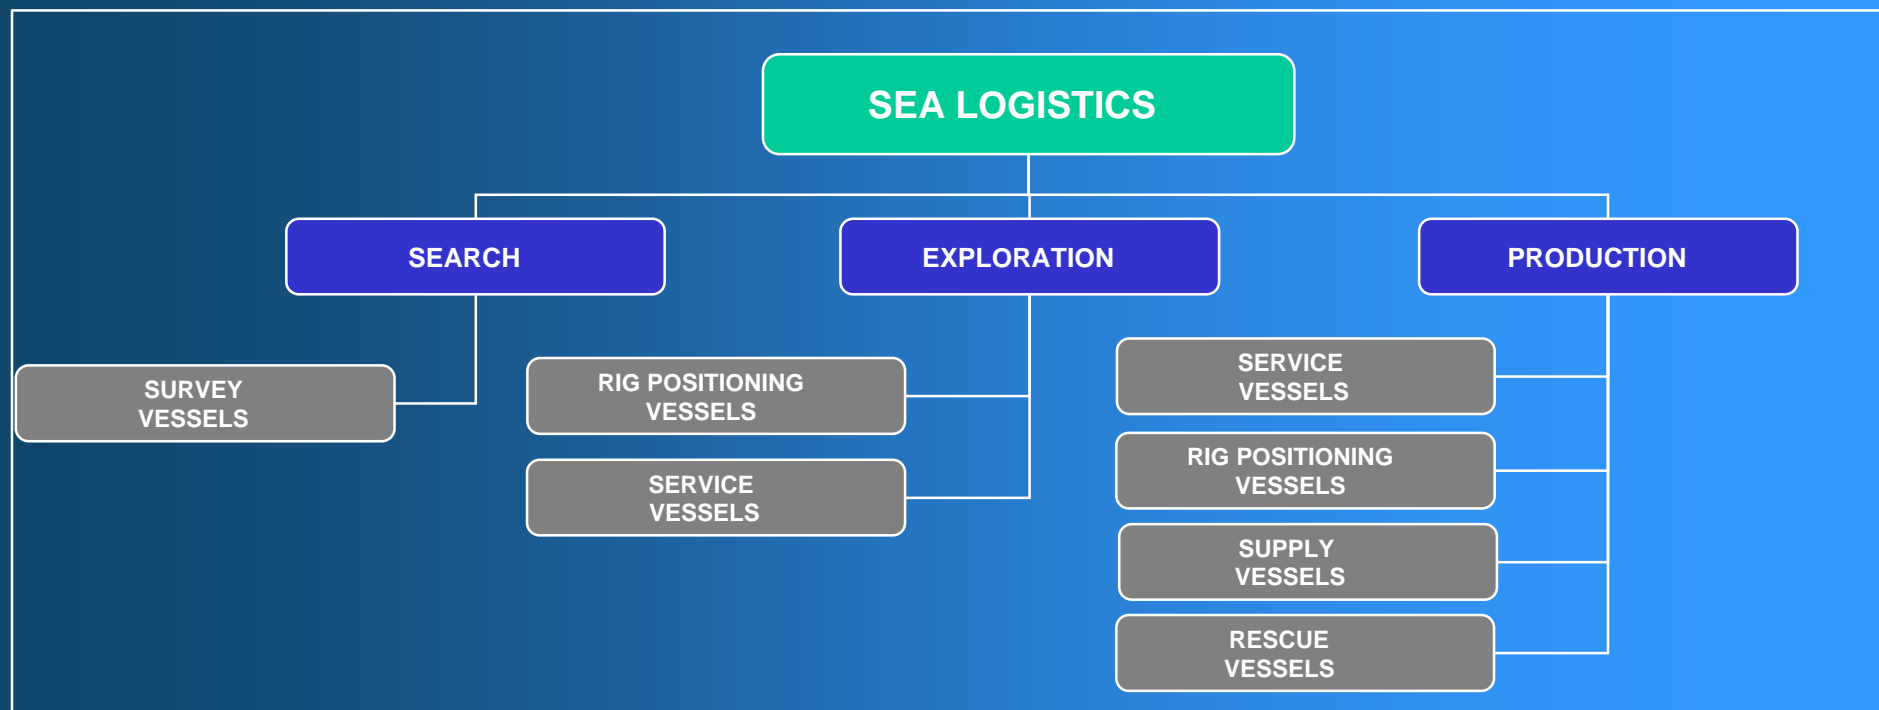 SEA LOGISTICS
SEARCH
EXPLORATION
PRODUCTION
SURVEY
VESSELS
RIG POSITIONING
VESSELS
SERVICE
VESSELS
SERVICE
VESSELS
RIG POSITIONING
VESSELS
SUPPLY
VESSELS
RESCUE
VESSELS